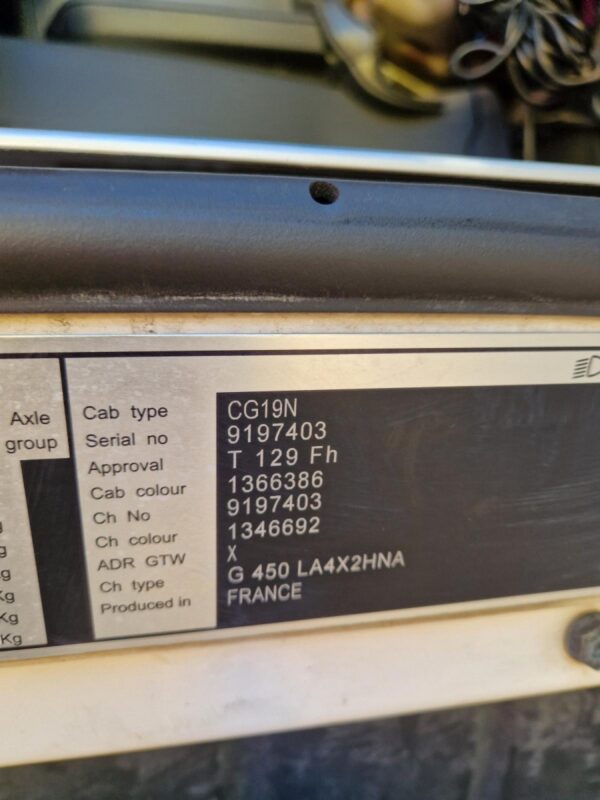 Axle
group
Cab type CG19N
Serial no 9197403
Approval T 129 Fh
Cab colour 1366386
Ch No 9197403
Ch colour 1346692
ADR GTW X
Ch type G 450 LA4X2HNA
Produced in FRANCE
g
g
g
Kg
Kg
Kg